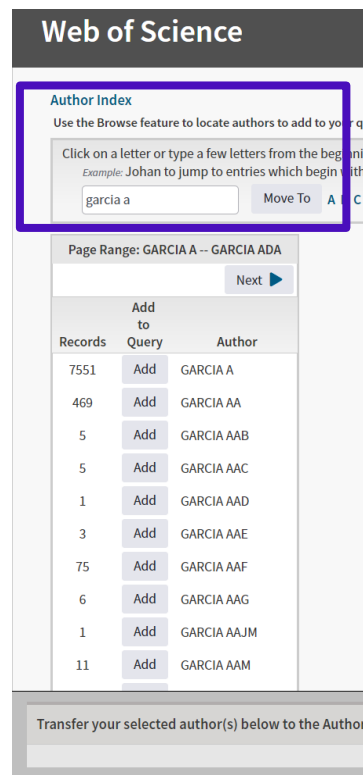 Web of Science
Author Index
Use the Browse feature to locate authors to add to your q
Click on a letter or type a few letters from the beginni
Example: Johan to jump to entries which begin with
garcia a
Move To A B C
Page Range: GARCIA A -- GARCIA ADA
Next
Records Add to Query Author
7551 Add GARCIA A
469 Add GARCIA AA
5 Add GARCIA AAB
5 Add GARCIA AAC
1 Add GARCIA AAD
3 Add GARCIA AAE
75 Add GARCIA AAF
6 Add GARCIA AAG
1 Add GARCIA AAJM
11 Add GARCIA AAM
Transfer your selected author(s) below to the Author